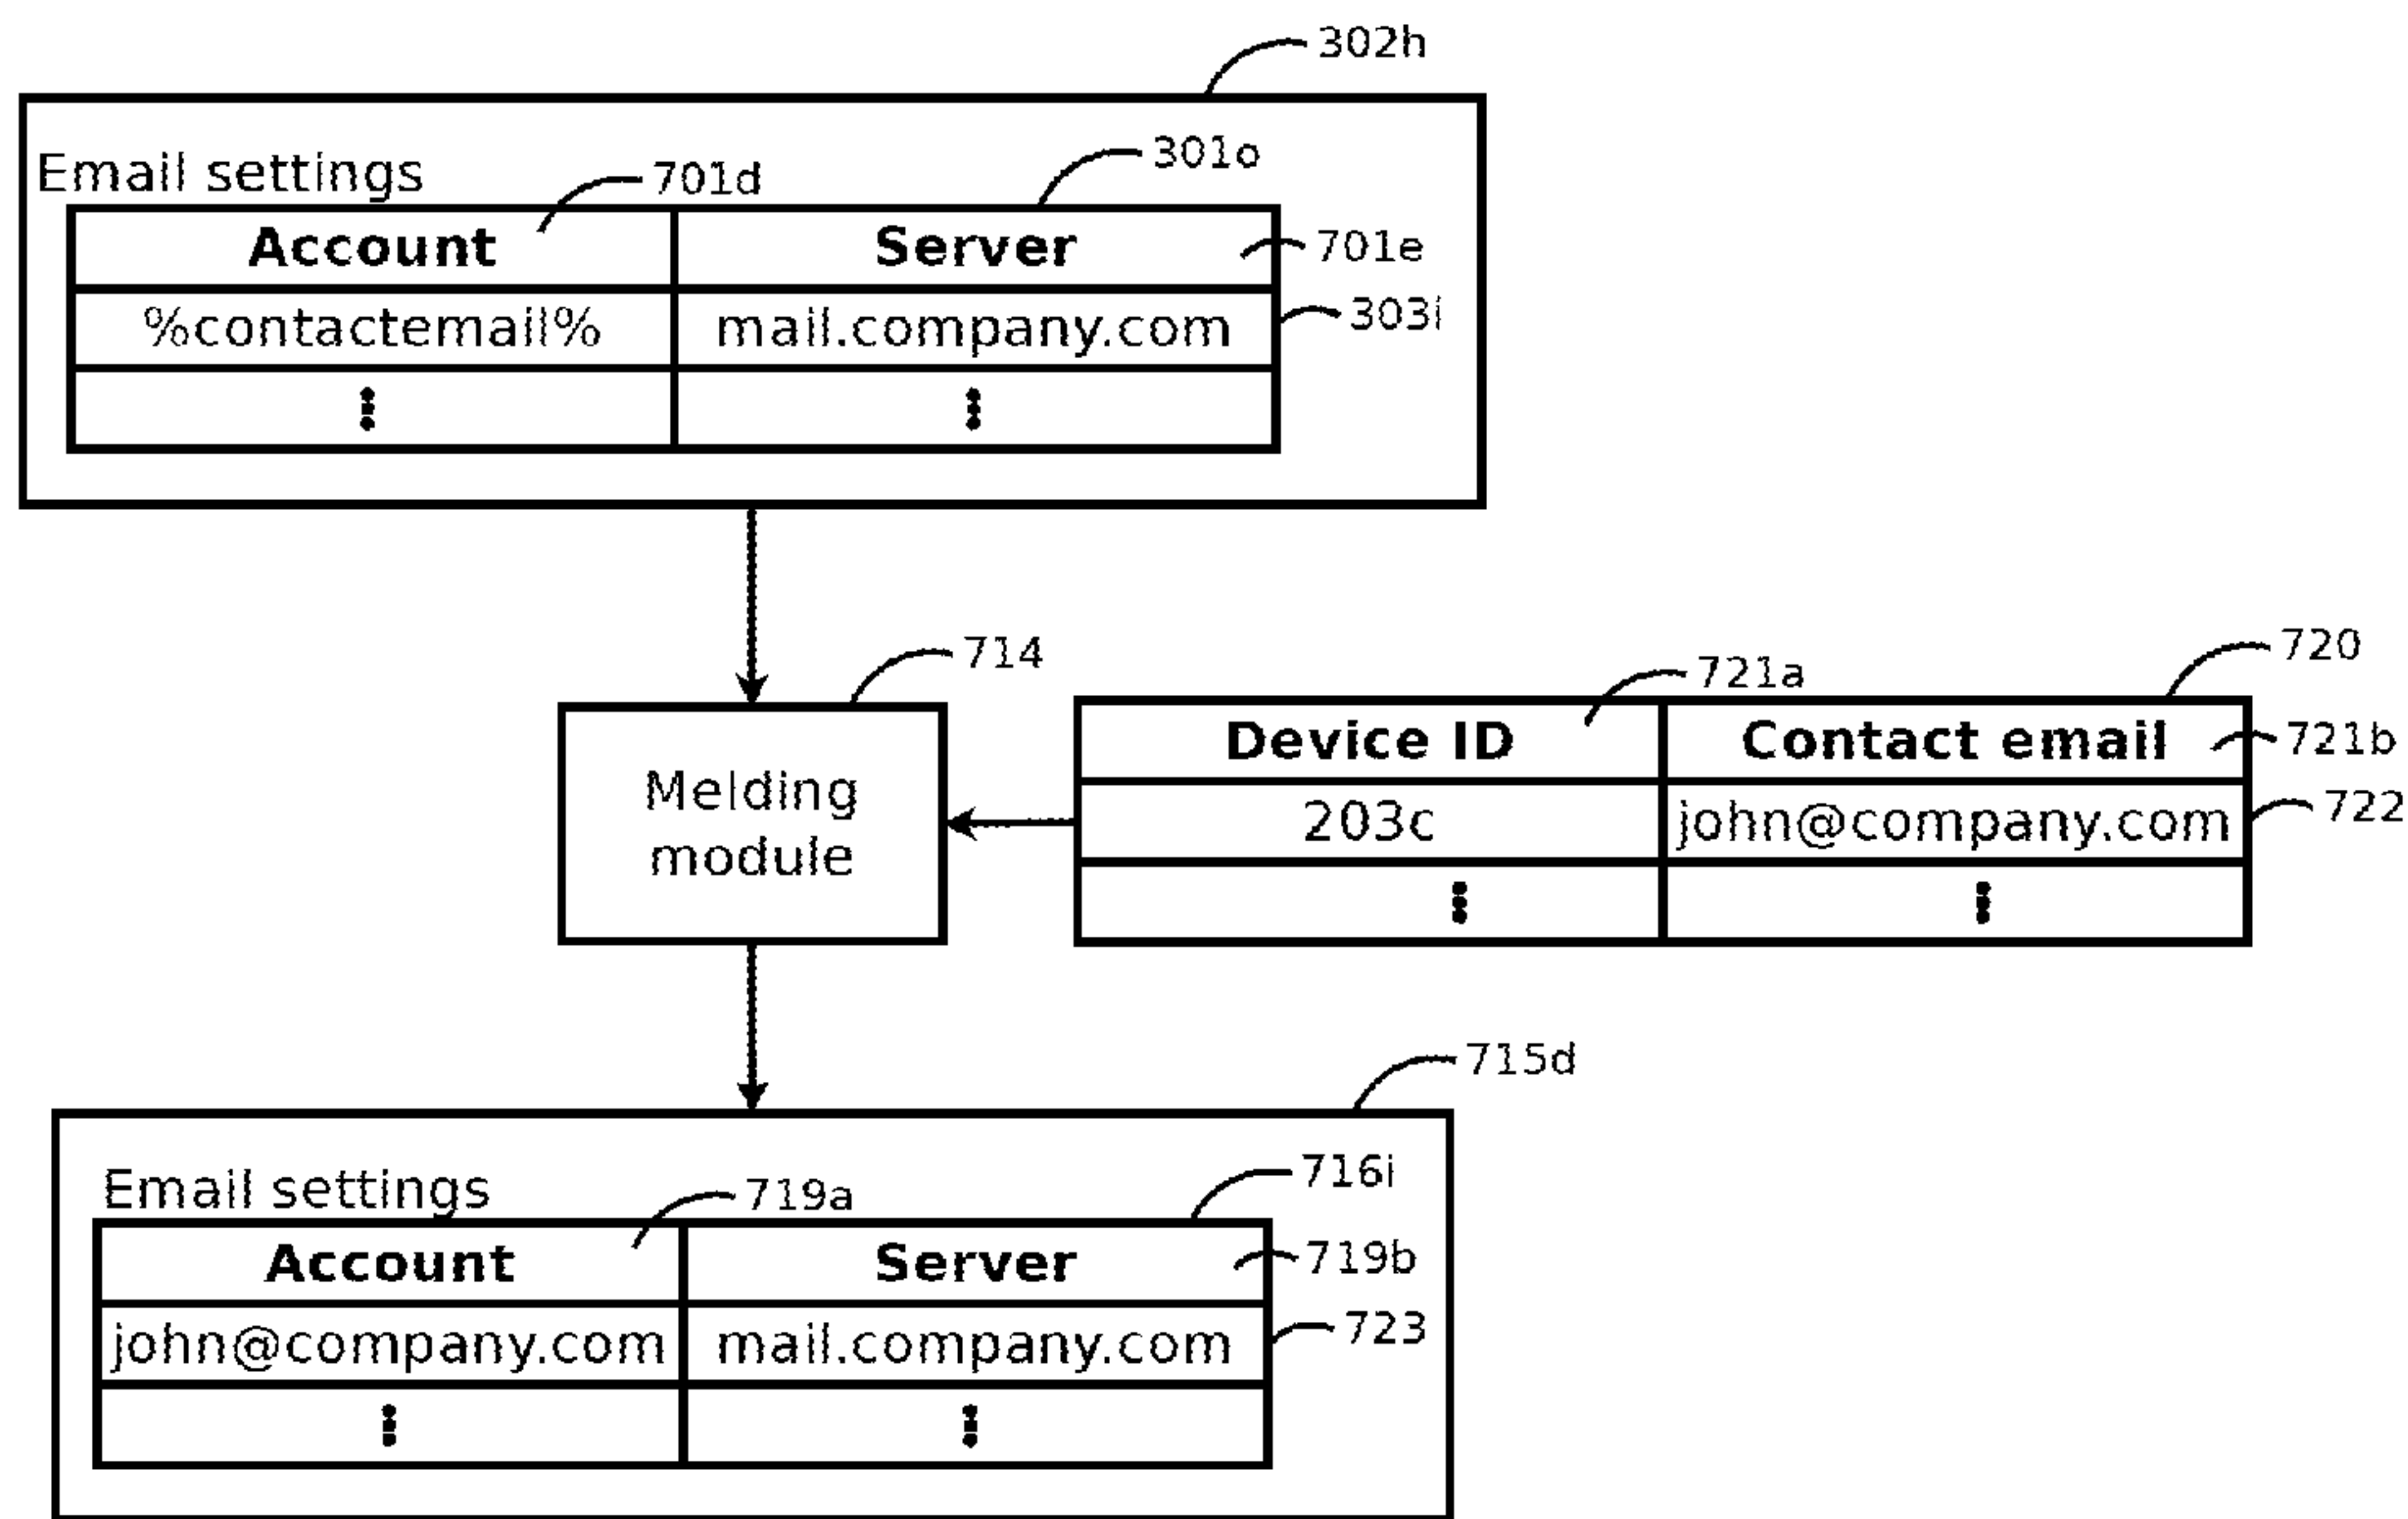 302h
301o
Email settings
701d
Account Server
701e
%contactemail% mail.company.com
303i
714
720
721a
Device ID Contact email
721b
Melding
module
203c john@company.com
722
715d
716i
Email settings
719a
Account Server
719b
john@company.com mail.company.com
723